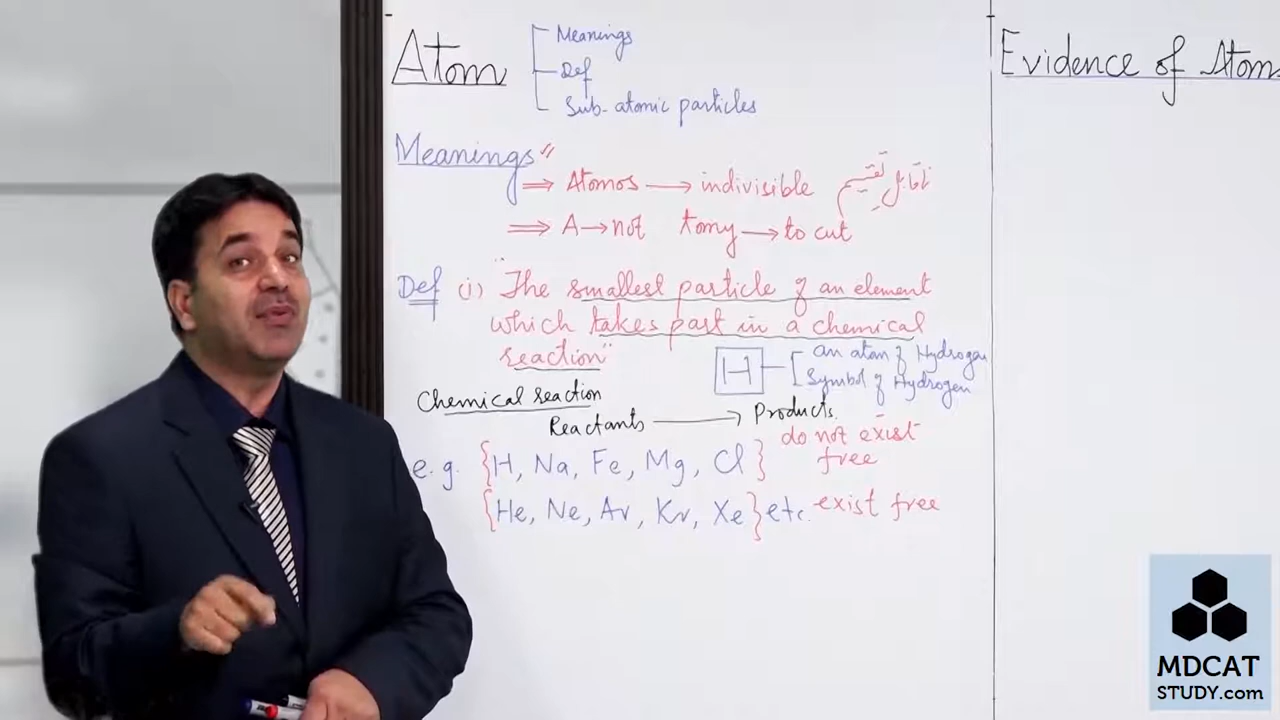 Atom
Meanings
Def
Sub-atomic particles
Evidence of Atom
Meanings"
⇒ Atomos → indivisible ناقابل تقسیم
⇒ A → not tomy → to cut
Def (i) "The smallest particle of an element
which takes part in a chemical
reaction"
H
an atom of Hydrogen
Symbol of Hydrogen
Chemical reaction
Reactants → Products.
e.g. {H, Na, Fe, Mg, Cl} do not exist
free
{He, Ne, Ar, Kr, Xe} etc. exist free
MDCAT
STUDY.com